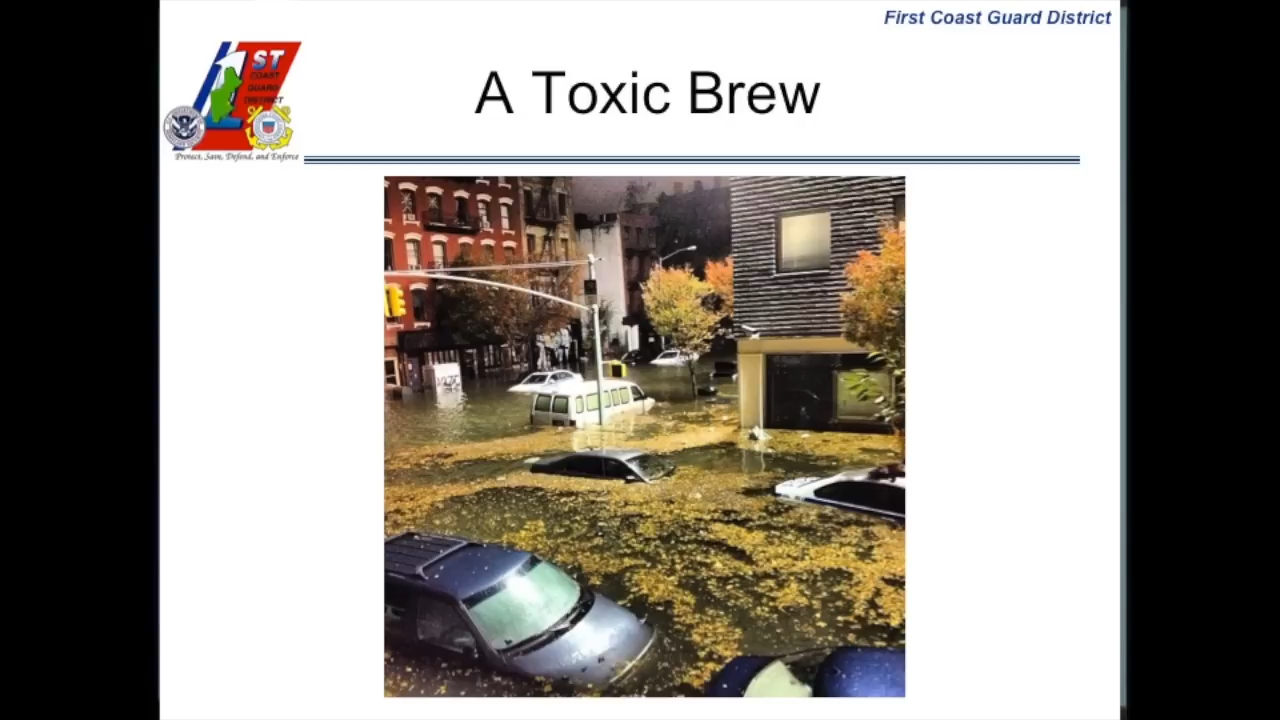 First Coast Guard District
1ST
COAST
GUARD
DISTRICT
Protect, Save, Defend, and Enforce
A Toxic Brew